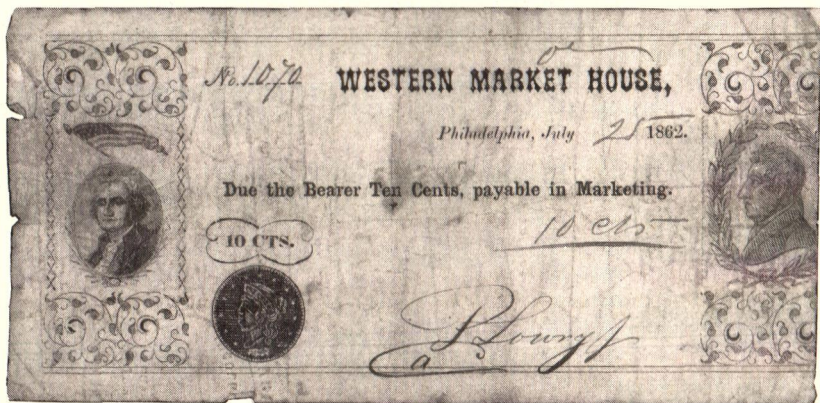 No. 1070
WESTERN MARKET HOUSE,
Philadelphia, July 25 1862.
Due the Bearer Ten Cents, payable in Marketing.
10 cts
10 CTS.
P Lowry